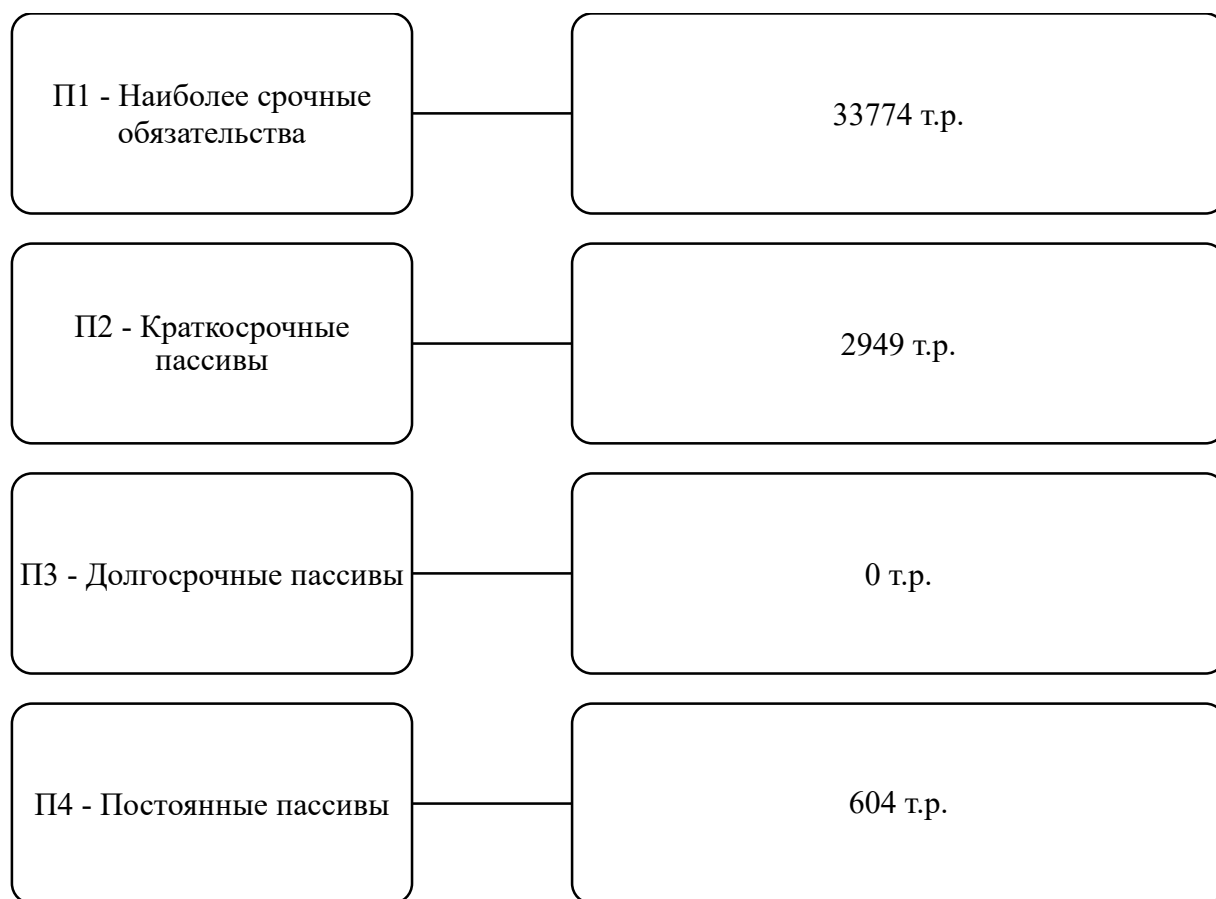 П1 - Наиболее срочные
обязательства
33774 т.р.
П2 - Краткосрочные
пассивы
2949 т.р.
П3 - Долгосрочные пассивы
0 т.р.
П4 - Постоянные пассивы
604 т.р.